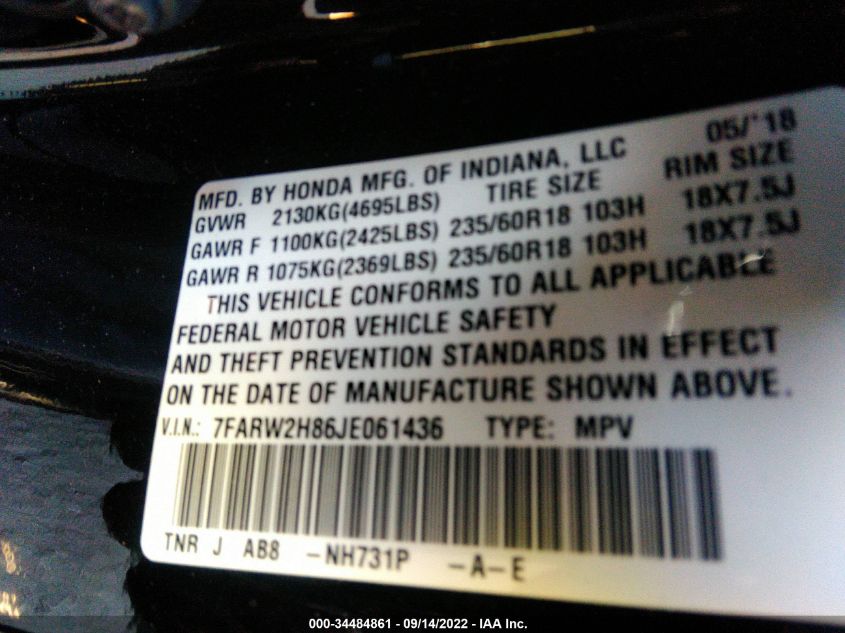 05/'18
MFD. BY HONDA MFG. OF INDIANA, LLC
GVWR 2130KG(4695LBS) TIRE SIZE RIM SIZE
GAWR F 1100KG(2425LBS) 235/60R18 103H 18X7.5J
GAWR R 1075KG(2369LBS) 235/60R18 103H 18X7.5J
THIS VEHICLE CONFORMS TO ALL APPLICABLE
FEDERAL MOTOR VEHICLE SAFETY
AND THEFT PREVENTION STANDARDS IN EFFECT
ON THE DATE OF MANUFACTURE SHOWN ABOVE.
V.I.N.: 7FARW2H86JE061436 TYPE: MPV
TNR J AB8 -NH731P -A-E
000-34484861 - 09/14/2022 - IAA Inc.